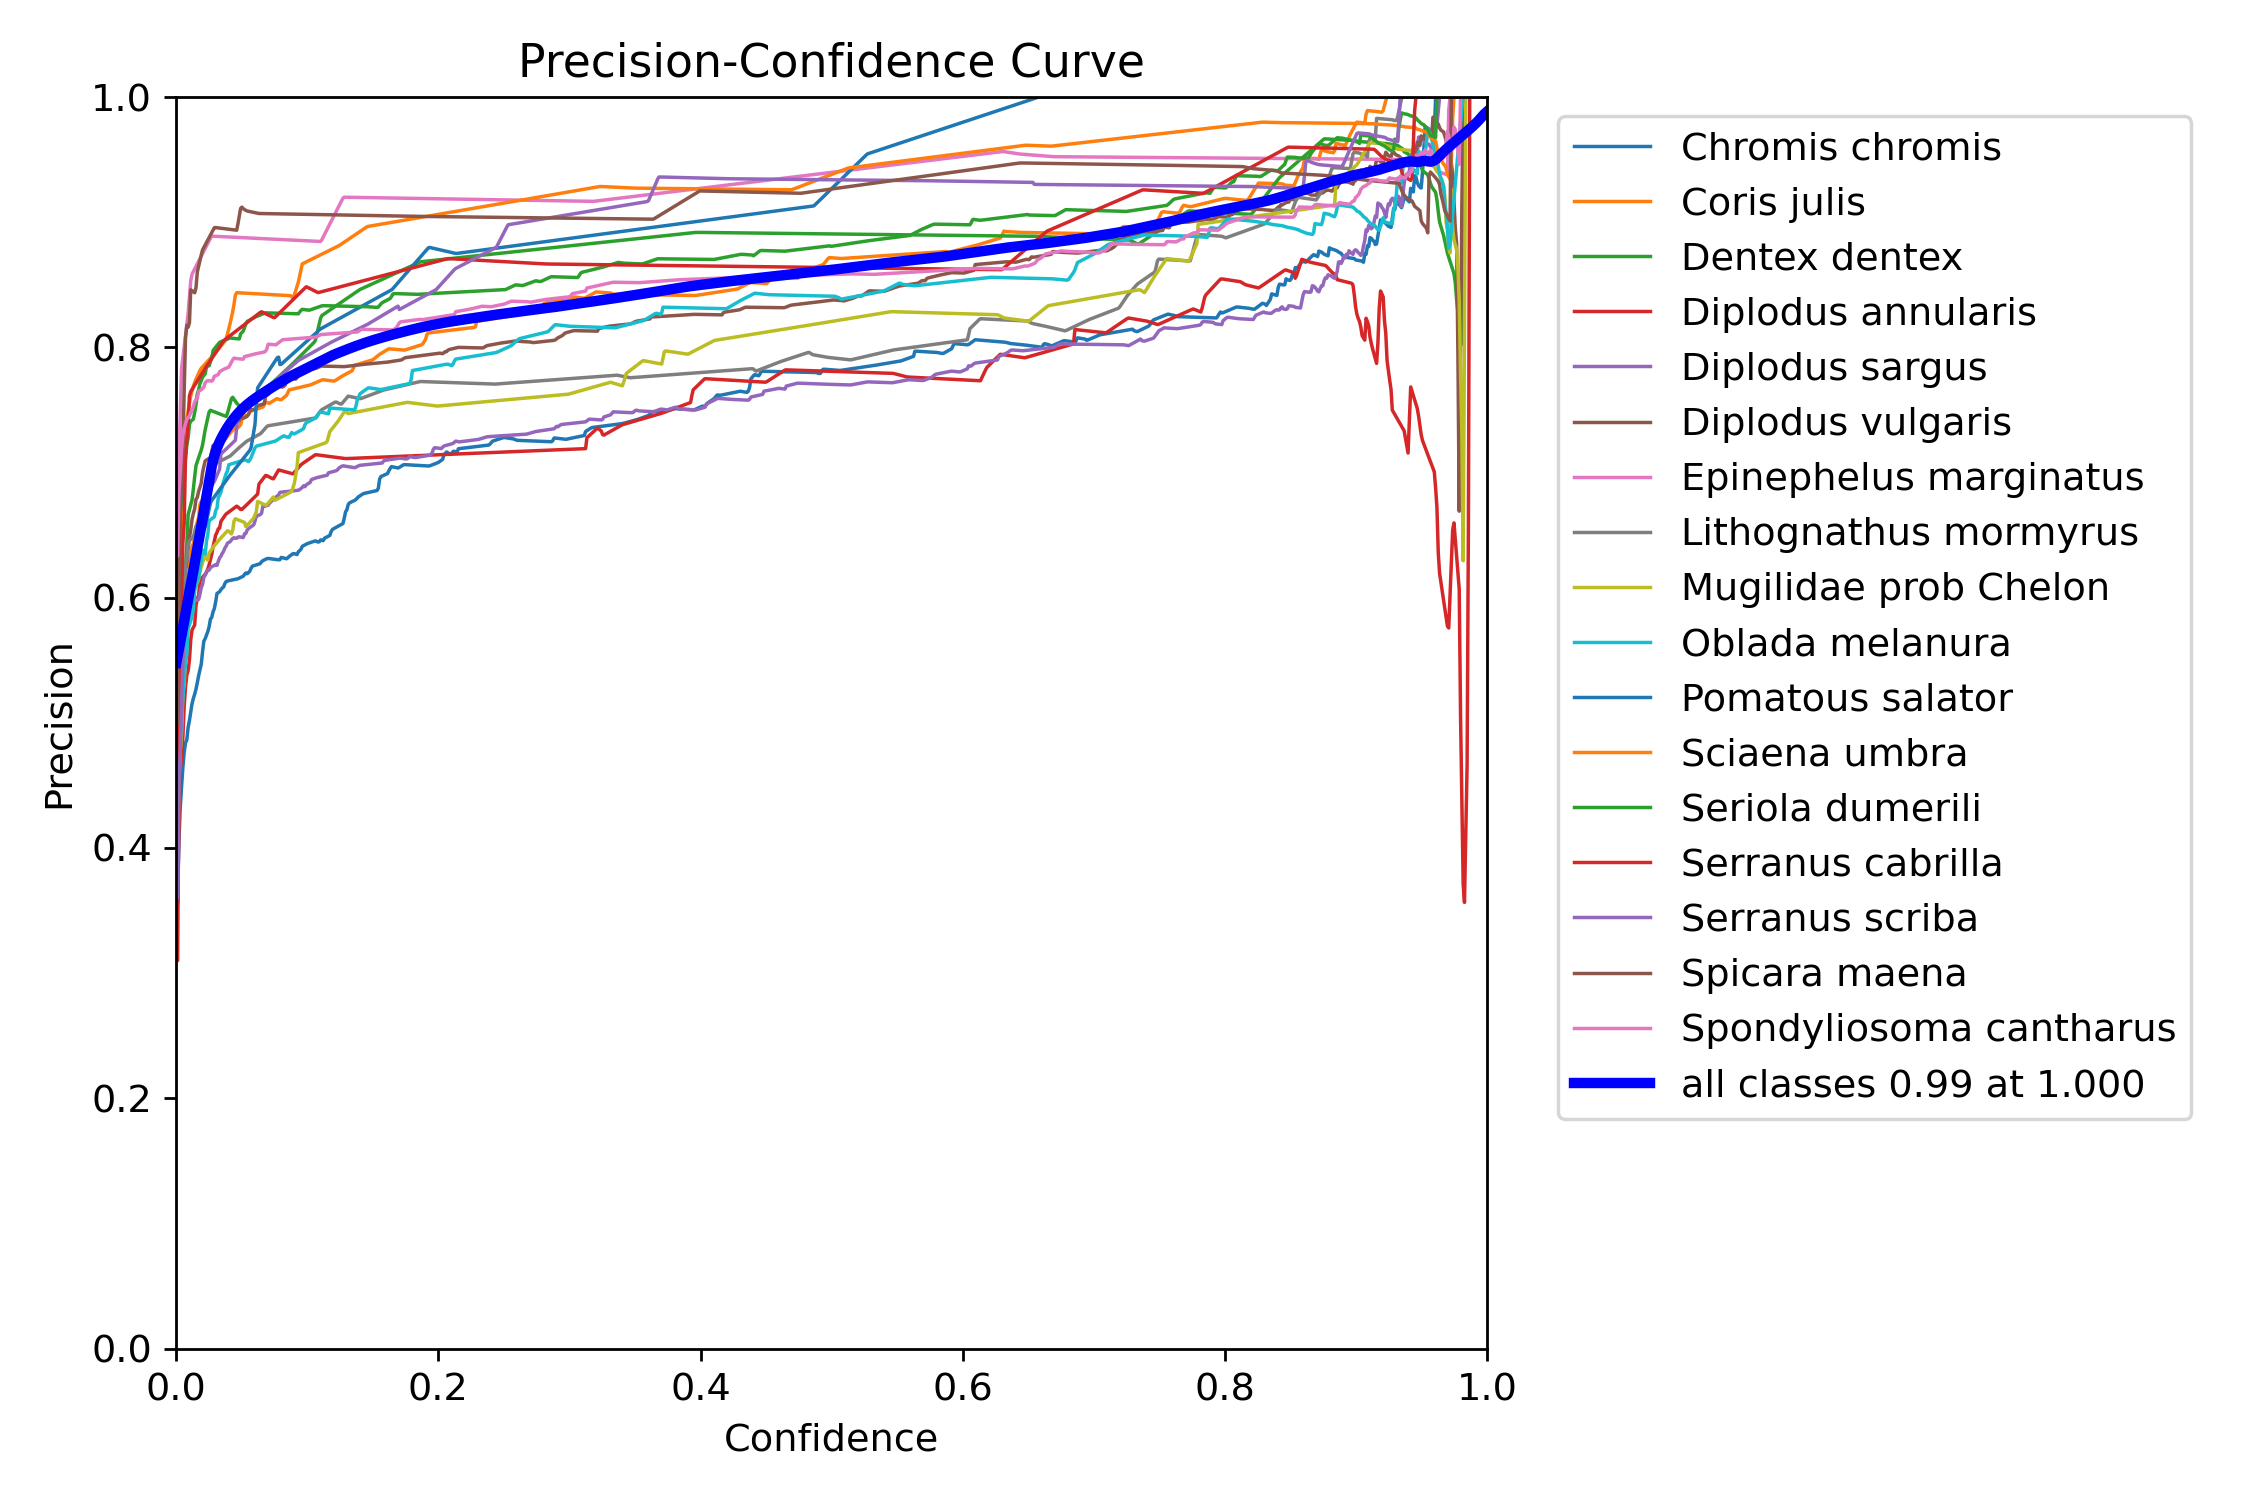 Precision-Confidence Curve
1.0
0.8
0.6
0.4
0.2
0.0
Precision
0.0 0.2 0.4 0.6 0.8 1.0
Confidence
Chromis chromis
Coris julis
Dentex dentex
Diplodus annularis
Diplodus sargus
Diplodus vulgaris
Epinephelus marginatus
Lithognathus mormyrus
Mugilidae prob Chelon
Oblada melanura
Pomatous salator
Sciaena umbra
Seriola dumerili
Serranus cabrilla
Serranus scriba
Spicara maena
Spondyliosoma cantharus
all classes 0.99 at 1.000